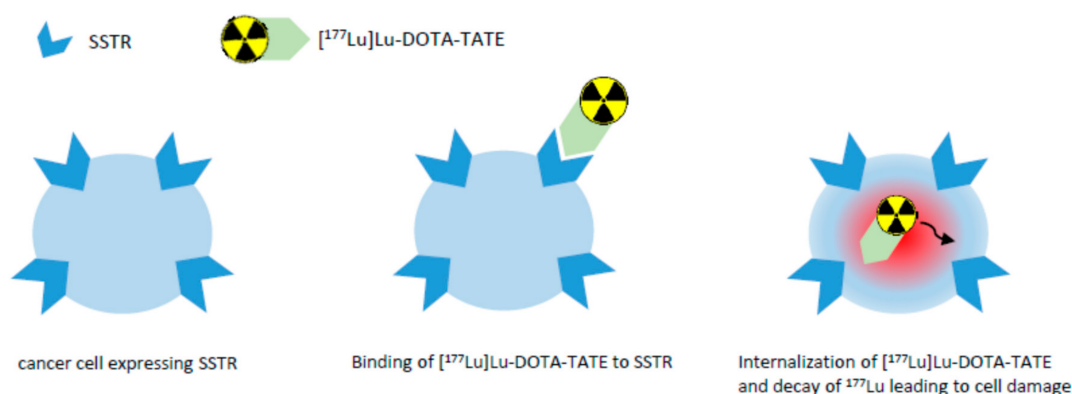 SSTR
[¹⁷⁷Lu]Lu-DOTA-TATE
cancer cell expressing SSTR
Binding of [¹⁷⁷Lu]Lu-DOTA-TATE to SSTR
Internalization of [¹⁷⁷Lu]Lu-DOTA-TATE
and decay of ¹⁷⁷Lu leading to cell damage